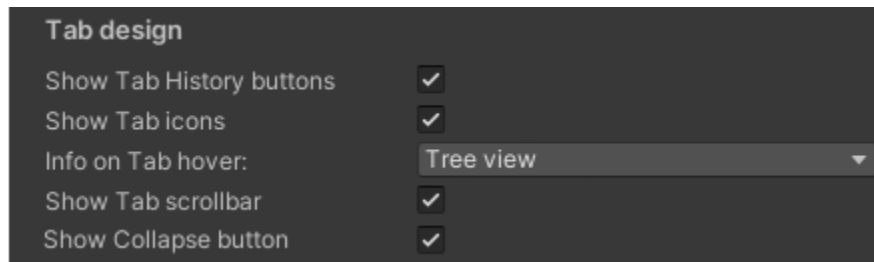 Tab design
Show Tab History buttons
Show Tab icons
Info on Tab hover: Tree view
Show Tab scrollbar
Show Collapse button